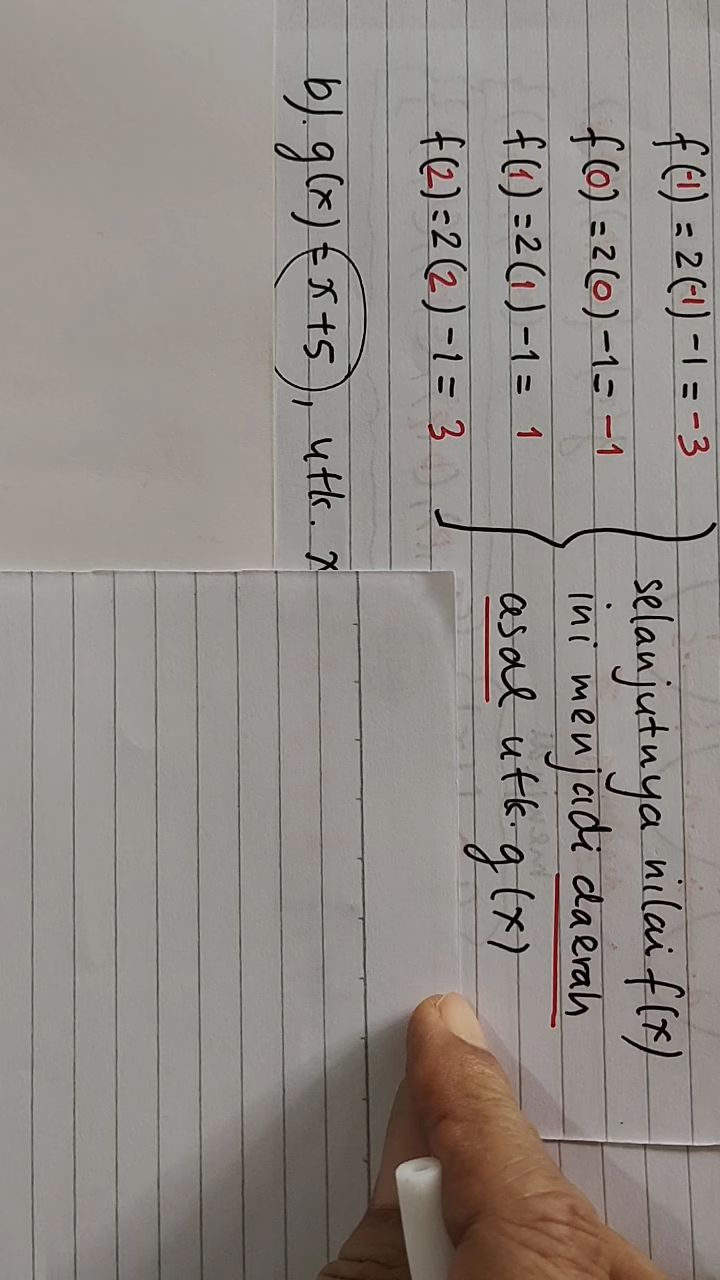 f(-1) = 2(-1) - 1 = -3
f(0) = 2(0) - 1 = -1
f(1) = 2(1) - 1 = 1
f(2) = 2(2) - 1 = 3
selanjutnya nilai f(x)
ini menjadi daerah
asal utk. g(x)
b). g(x) = x+5, utk. x